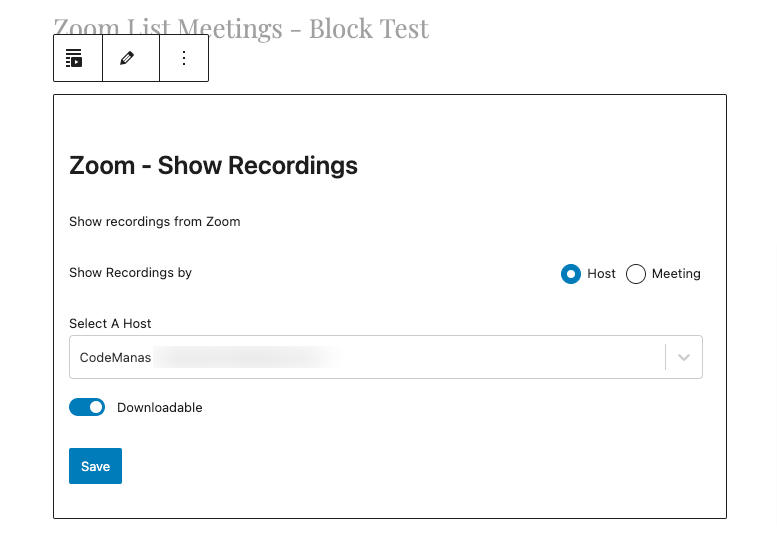 Zoom List Meetings - Block Test
Zoom - Show Recordings
Show recordings from Zoom
Show Recordings by
Host Meeting
Select A Host
CodeManas
Downloadable
Save